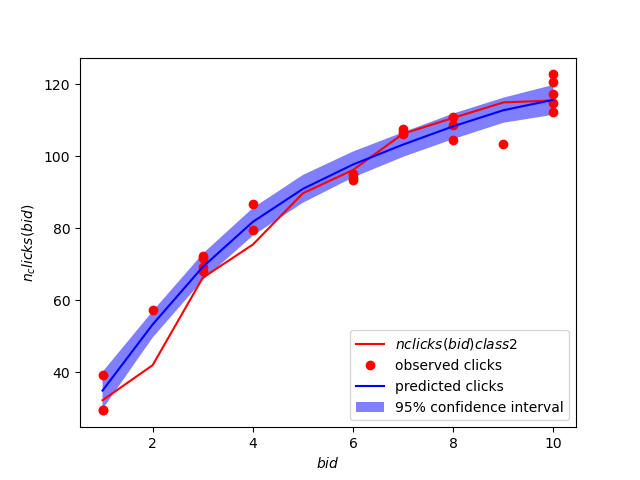 120
100
80
60
40
n_clicks(bid)
2
4
6
8
10
bid
nclicks(bid)class2
observed clicks
predicted clicks
95% confidence interval